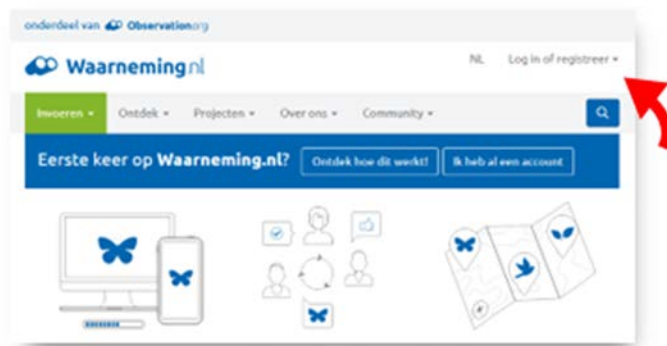 onderdeel van Observation.org
Waarneming.nl
NL Log in of registreer
Invoeren Ontdek Projecten Over ons Community
Eerste keer op Waarneming.nl? Ontdek hoe dit werkt! Ik heb al een account